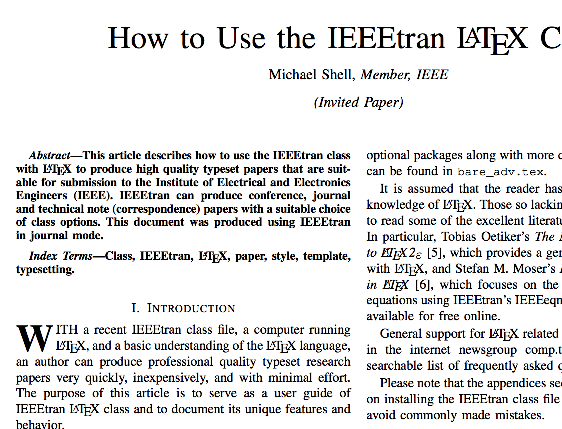 How to Use the IEEEtran LATEX C
Michael Shell, Member, IEEE
(Invited Paper)
Abstract—This article describes how to use the IEEEtran class
with LATEX to produce high quality typeset papers that are suit-
able for submission to the Institute of Electrical and Electronics
Engineers (IEEE). IEEEtran can produce conference, journal
and technical note (correspondence) papers with a suitable choice
of class options. This document was produced using IEEEtran
in journal mode.
Index Terms—Class, IEEEtran, LATEX, paper, style, template,
typesetting.
I. INTRODUCTION
WITH a recent IEEEtran class file, a computer running
LATEX, and a basic understanding of the LATEX language,
an author can produce professional quality typeset research
papers very quickly, inexpensively, and with minimal effort.
The purpose of this article is to serve as a user guide of
IEEEtran LATEX class and to document its unique features and
behavior.
optional packages along with more
can be found in bare_adv.tex.
It is assumed that the reader has
knowledge of LATEX. Those so lackin
to read some of the excellent literatu
In particular, Tobias Oetiker's The
to LATEX2ε [5], which provides a gen
with LATEX, and Stefan M. Moser's
in LATEX [6], which focuses on the
equations using IEEEtran's IEEEeqn
available for free online.
General support for LATEX related
in the internet newsgroup comp.t
searchable list of frequently asked
Please note that the appendices se
on installing the IEEEtran class file
avoid commonly made mistakes.